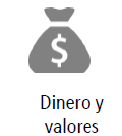 $
Dinero y
valores